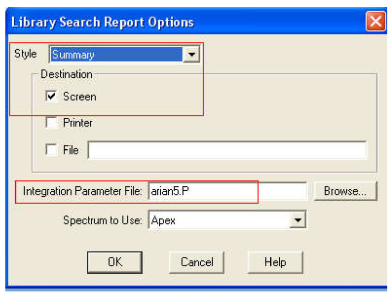 Library Search Report Options
Style Summary
Destination
Screen
Printer
File
Integration Parameter File: arian5.P Browse...
Spectrum to Use: Apex
OK Cancel Help